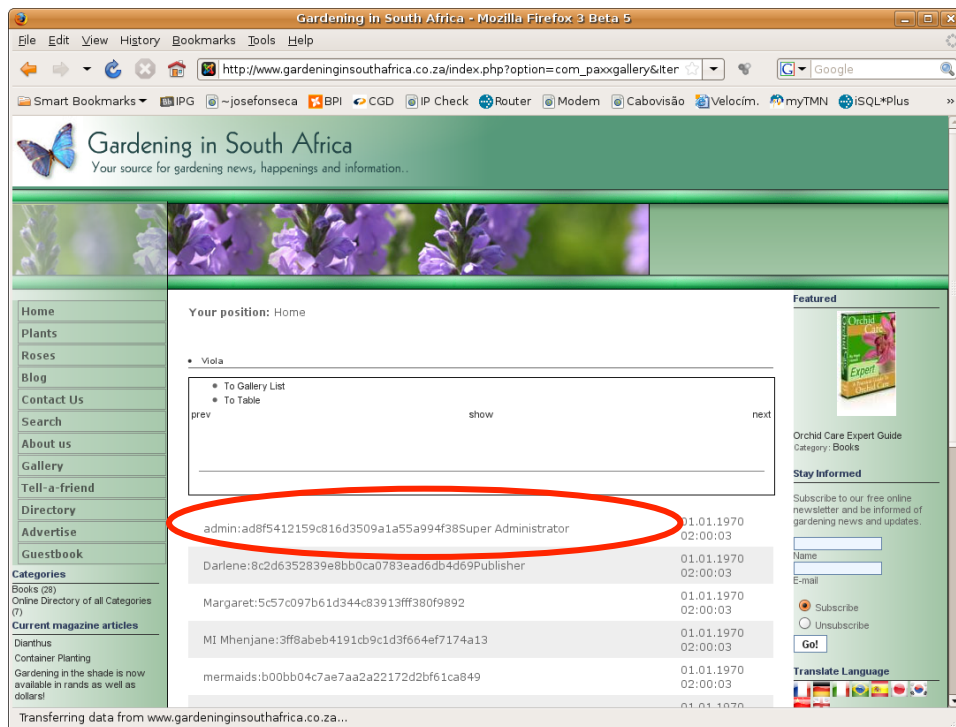 Gardening in South Africa - Mozilla Firefox 3 Beta 5
File Edit View History Bookmarks Tools Help
http://www.gardeninginsouthafrica.co.za/index.php?option=com_paxxgallery&Iter
Google
Smart Bookmarks IPG ~josefonseca BPI CGD IP Check Router Modem Cabovisão Velocím. myTMN iSQL*Plus »
Gardening in South Africa
Your source for gardening news, happenings and information..
Home
Plants
Roses
Blog
Contact Us
Search
About us
Gallery
Tell-a-friend
Directory
Advertise
Guestbook
Categories
Books (28)
Online Directory of all Categories
(7)
Current magazine articles
Dianthus
Container Planting
Gardening in the shade is now
available in rands as well as
dollars!
Your position: Home
Viola
To Gallery List
To Table
prev show next
admin:ad8f5412159c816d3509a1a55a994f38Super Administrator 01.01.1970
02:00:03
Darlene:8c2d6352839e8bb0ca0783ead6db4d69Publisher 01.01.1970
02:00:03
Margaret:5c57c097b61d344c83913fff380f9892 01.01.1970
02:00:03
MI Mhenjane:3ff8abeb4191cb9c1d3f664ef7174a13 01.01.1970
02:00:03
mermaids:b00bb04c7ae7aa2a22172d2bf61ca849 01.01.1970
02:00:03
01.01.1970
Featured
Orchid
Care
Expert
Orchid Care Expert Guide
Category: Books
Stay Informed
Subscribe to our free online
newsletter and be informed of
gardening news and updates.
Name
E-mail
Subscribe
Unsubscribe
Go!
Translate Language
Transferring data from www.gardeninginsouthafrica.co.za...